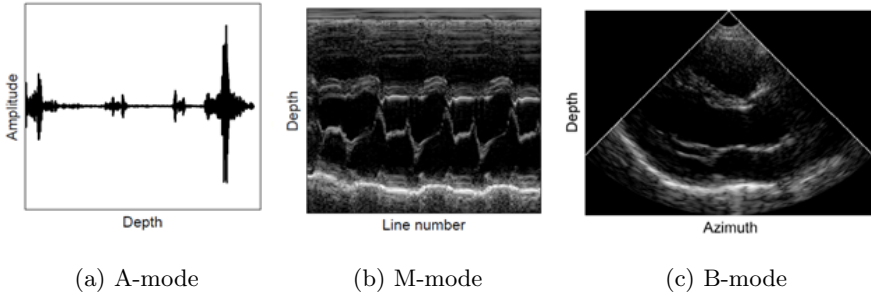 Amplitude
Depth
Depth
Line number
Depth
Azimuth
(a) A-mode
(b) M-mode
(c) B-mode